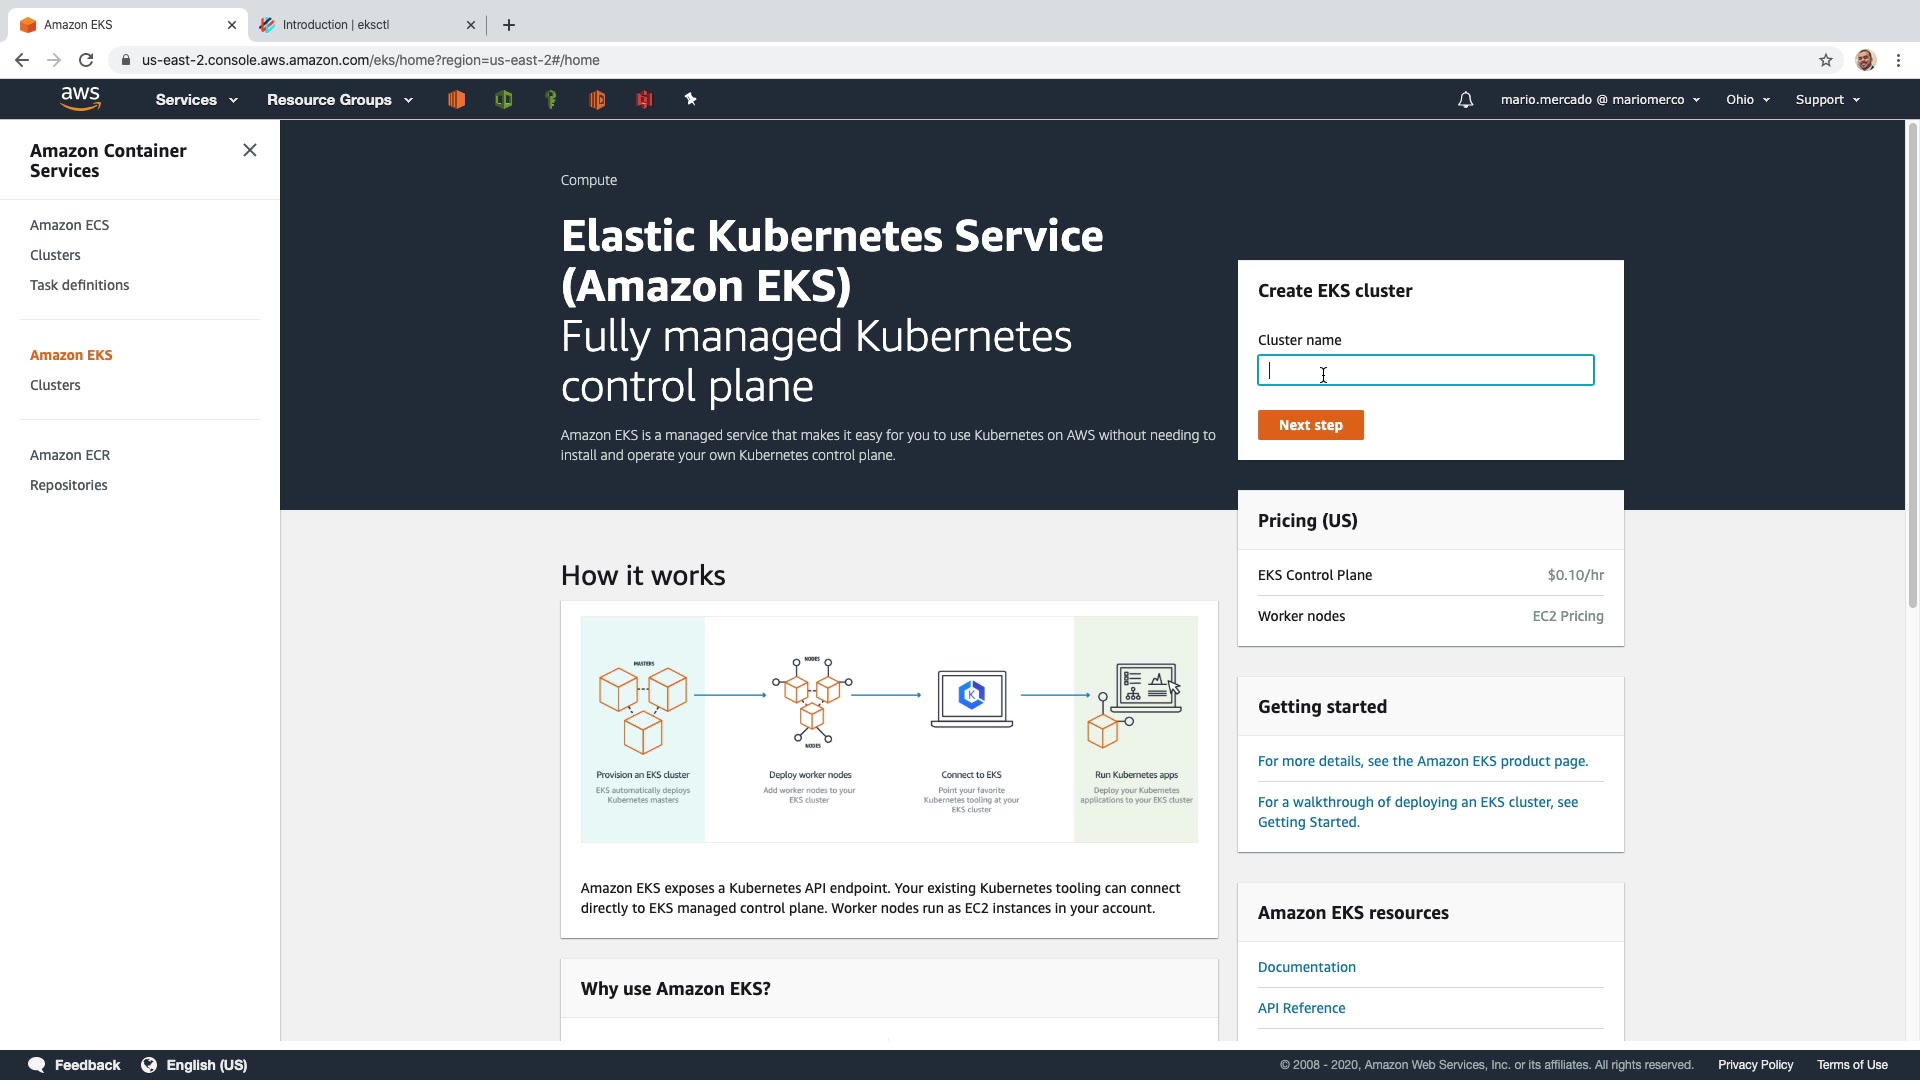 Amazon EKS
Introduction | eksctl
us-east-2.console.aws.amazon.com/eks/home?region=us-east-2#/home
aws
Services
Resource Groups
mario.mercado @ mariomerco
Ohio
Support
Amazon Container
Services
Amazon ECS
Clusters
Task definitions
Amazon EKS
Clusters
Amazon ECR
Repositories
Compute
Elastic Kubernetes Service
(Amazon EKS)
Fully managed Kubernetes
control plane
Amazon EKS is a managed service that makes it easy for you to use Kubernetes on AWS without needing to
install and operate your own Kubernetes control plane.
Create EKS cluster
Cluster name
Next step
Pricing (US)
EKS Control Plane $0.10/hr
Worker nodes EC2 Pricing
Getting started
For more details, see the Amazon EKS product page.
For a walkthrough of deploying an EKS cluster, see
Getting Started.
Amazon EKS resources
Documentation
API Reference
How it works
MASTERS
NODES
NODES
K
Provision an EKS cluster
EKS automatically deploys
Kubernetes masters
Deploy worker nodes
Add worker nodes to your
EKS cluster
Connect to EKS
Point your favorite
Kubernetes tooling at your
EKS cluster
Run Kubernetes apps
Deploy your Kubernetes
applications to your EKS cluster
Amazon EKS exposes a Kubernetes API endpoint. Your existing Kubernetes tooling can connect
directly to EKS managed control plane. Worker nodes run as EC2 instances in your account.
Why use Amazon EKS?
Feedback
English (US)
© 2008 - 2020, Amazon Web Services, Inc. or its affiliates. All rights reserved.
Privacy Policy
Terms of Use